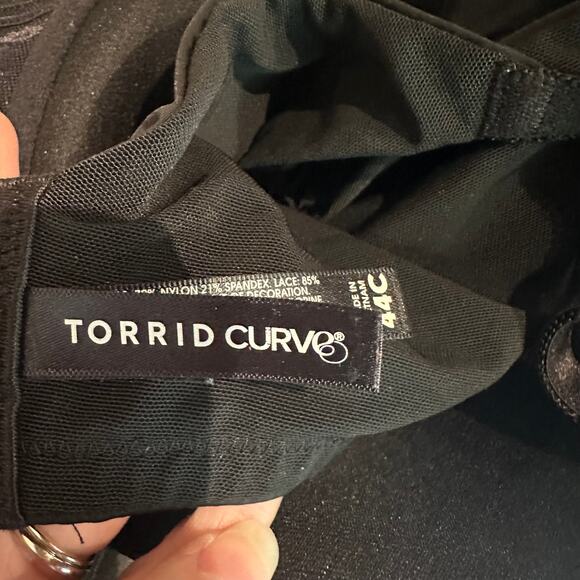 NYLON 21% SPANDEX. LACE: 85%
DECORATION.
TORRID CURVE®
44C